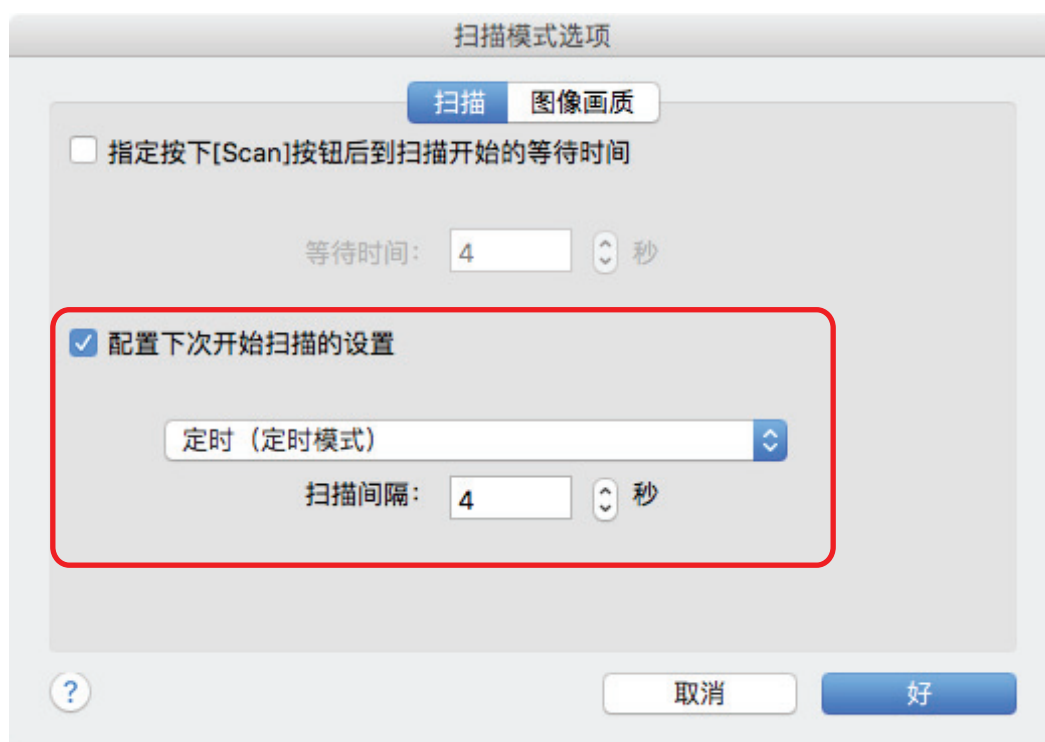 扫描模式选项
扫描 图像画质
指定按下[Scan]按钮后到扫描开始的等待时间
等待时间： 4 秒
配置下次开始扫描的设置
定时（定时模式）
扫描间隔： 4 秒
? 取消 好